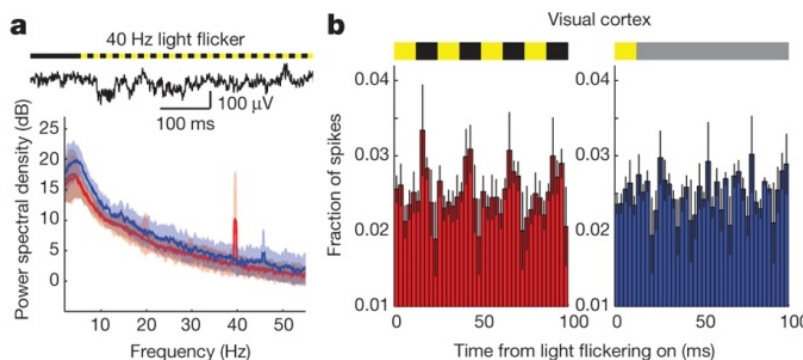 a
40 Hz light flicker
100 µV
100 ms
Power spectral density (dB)
25
20
15
10
5
0
10 20 30 40 50
Frequency (Hz)
b
Visual cortex
Fraction of spikes
0.04
0.03
0.02
0.01
0.04
0.03
0.02
0.01
0 50 100
0 50 100
Time from light flickering on (ms)